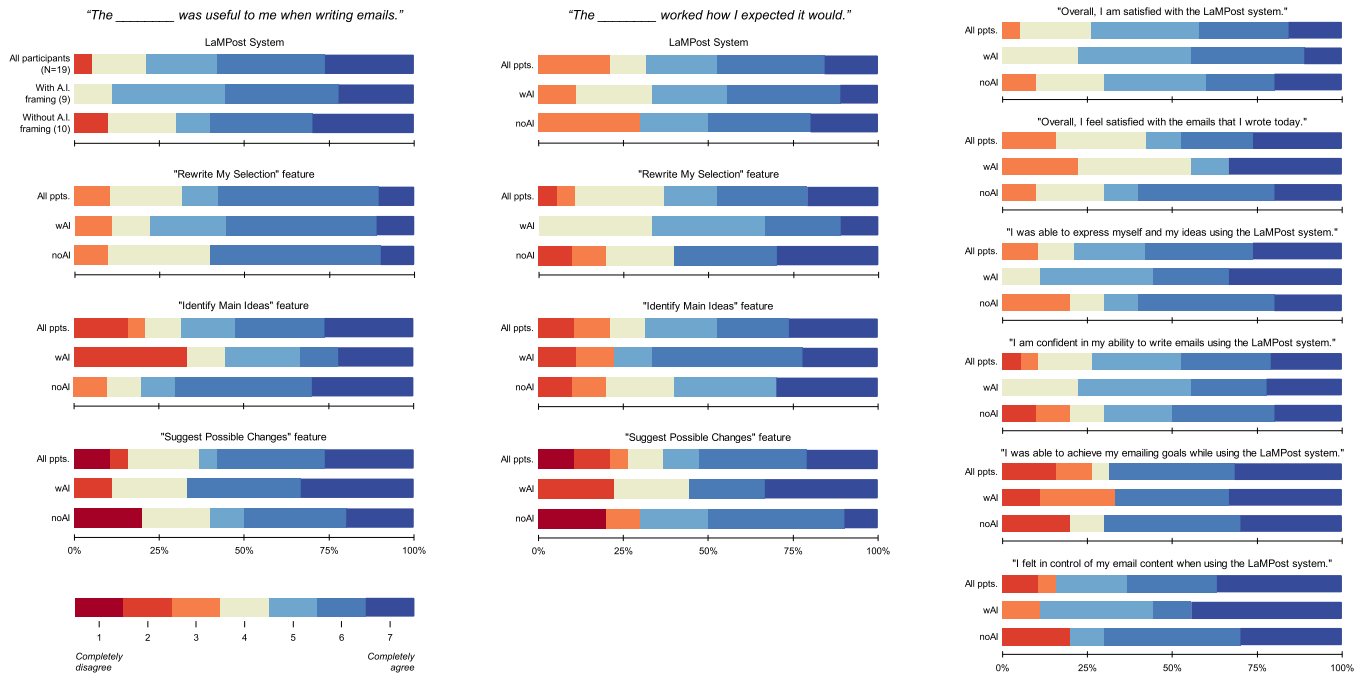 “The ________ was useful to me when writing emails.”
LaMPost System
All participants
(N=19)
With A.I.
framing (9)
Without A.I.
framing (10)
"Rewrite My Selection" feature
All ppts.
wAI
noAI
"Identify Main Ideas" feature
All ppts.
wAI
noAI
"Suggest Possible Changes" feature
All ppts.
wAI
noAI
0% 25% 50% 75% 100%
1 2 3 4 5 6 7
Completely
disagree
Completely
agree
“The ________ worked how I expected it would.”
LaMPost System
All ppts.
wAI
noAI
"Rewrite My Selection" feature
All ppts.
wAI
noAI
"Identify Main Ideas" feature
All ppts.
wAI
noAI
"Suggest Possible Changes" feature
All ppts.
wAI
noAI
0% 25% 50% 75% 100%
"Overall, I am satisfied with the LaMPost system."
All ppts.
wAI
noAI
"Overall, I feel satisfied with the emails that I wrote today."
All ppts.
wAI
noAI
"I was able to express myself and my ideas using the LaMPost system."
All ppts.
wAI
noAI
"I am confident in my ability to write emails using the LaMPost system."
All ppts.
wAI
noAI
"I was able to achieve my emailing goals while using the LaMPost system."
All ppts.
wAI
noAI
"I felt in control of my email content when using the LaMPost system."
All ppts.
wAI
noAI
0% 25% 50% 75% 100%